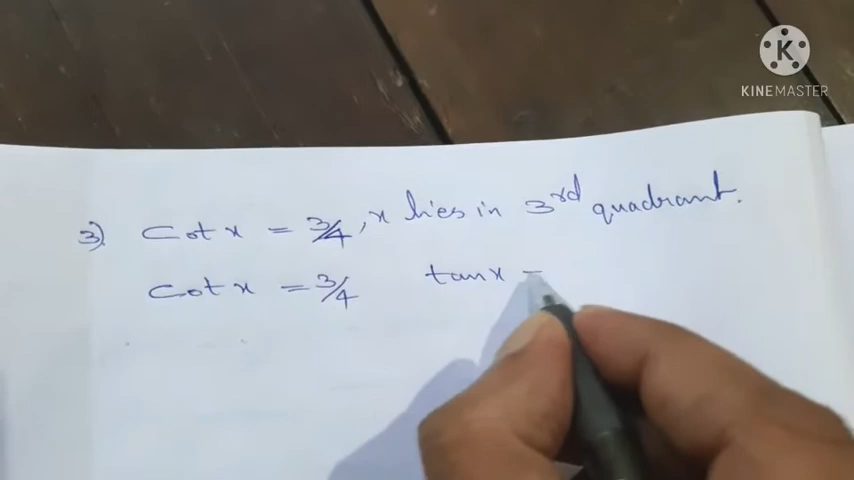 K
KINEMASTER
3) Cot x = 3/4, x lies in 3rd quadrant.
Cot x = 3/4 tan x =